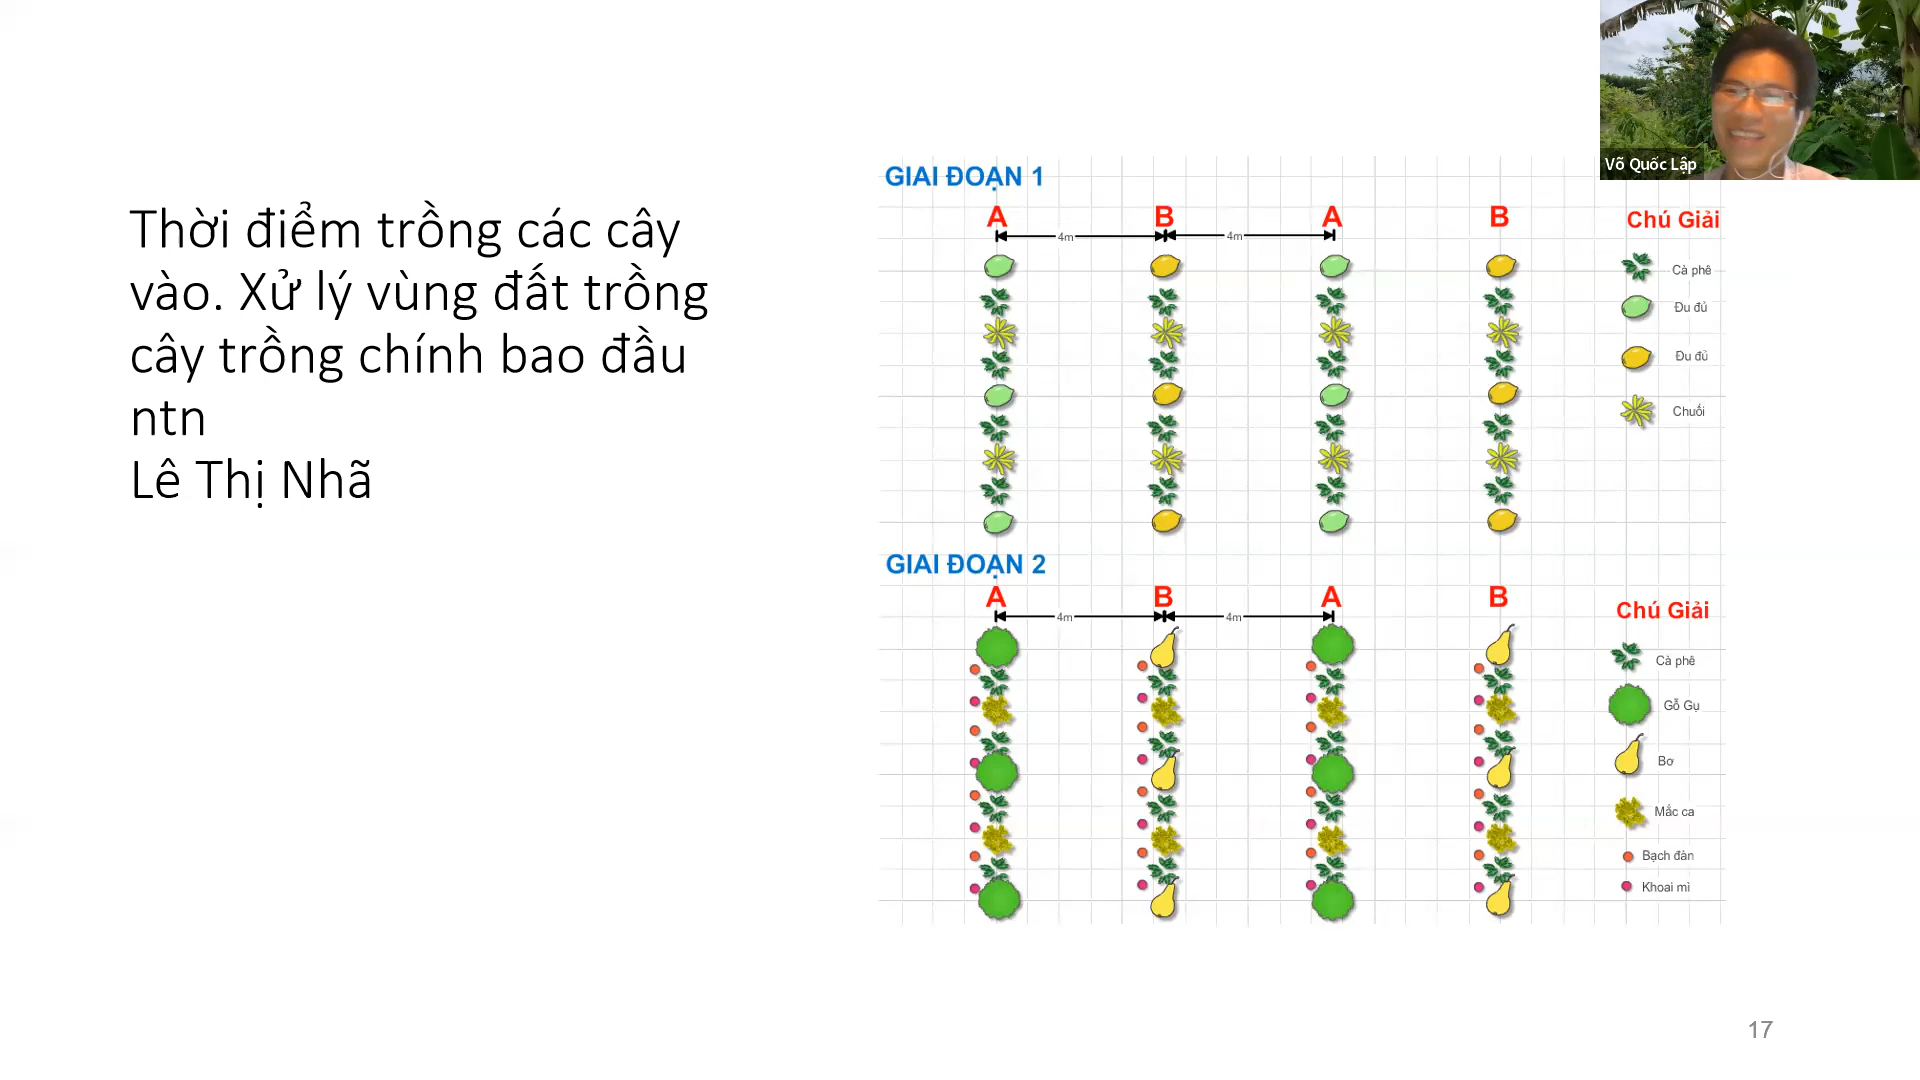 Võ Quốc Lập
Thời điểm trồng các cây
vào. Xử lý vùng đất trồng
cây trồng chính bao đầu
ntn
Lê Thị Nhã
GIAI ĐOẠN 1
A B A B
4m 4m
Chú Giải
Cà phê
Đu đủ
Đu đủ
Chuối
GIAI ĐOẠN 2
A B A B
4m 4m
Chú Giải
Cà phê
Gỗ Gụ
Bơ
Mắc ca
Bạch đàn
Khoai mì
17